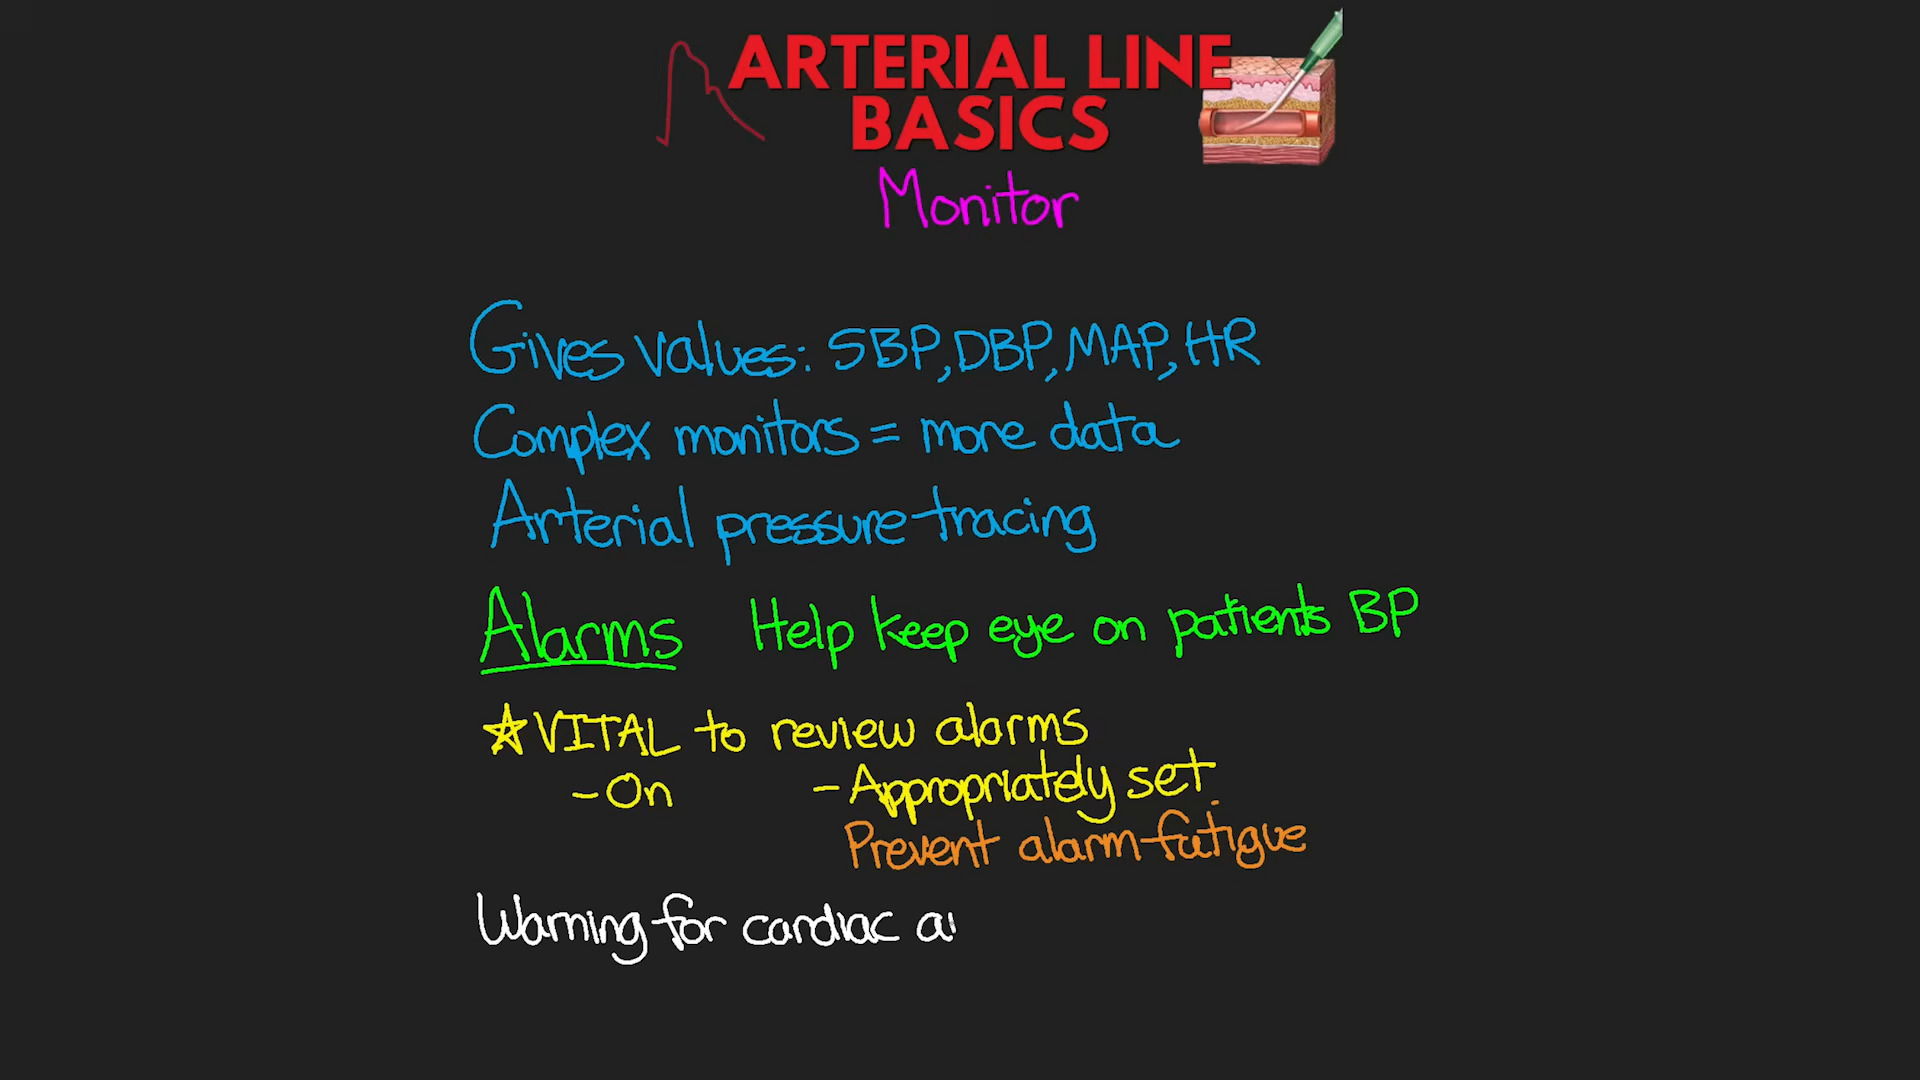 ARTERIAL LINE
BASICS
Monitor
Gives values: SBP, DBP, MAP, HR
Complex monitors = more data
Arterial pressure tracing
Alarms Help keep eye on patients BP
☆VITAL to review alarms
- On - Appropriately set
Prevent alarm fatigue
Warning for cardiac